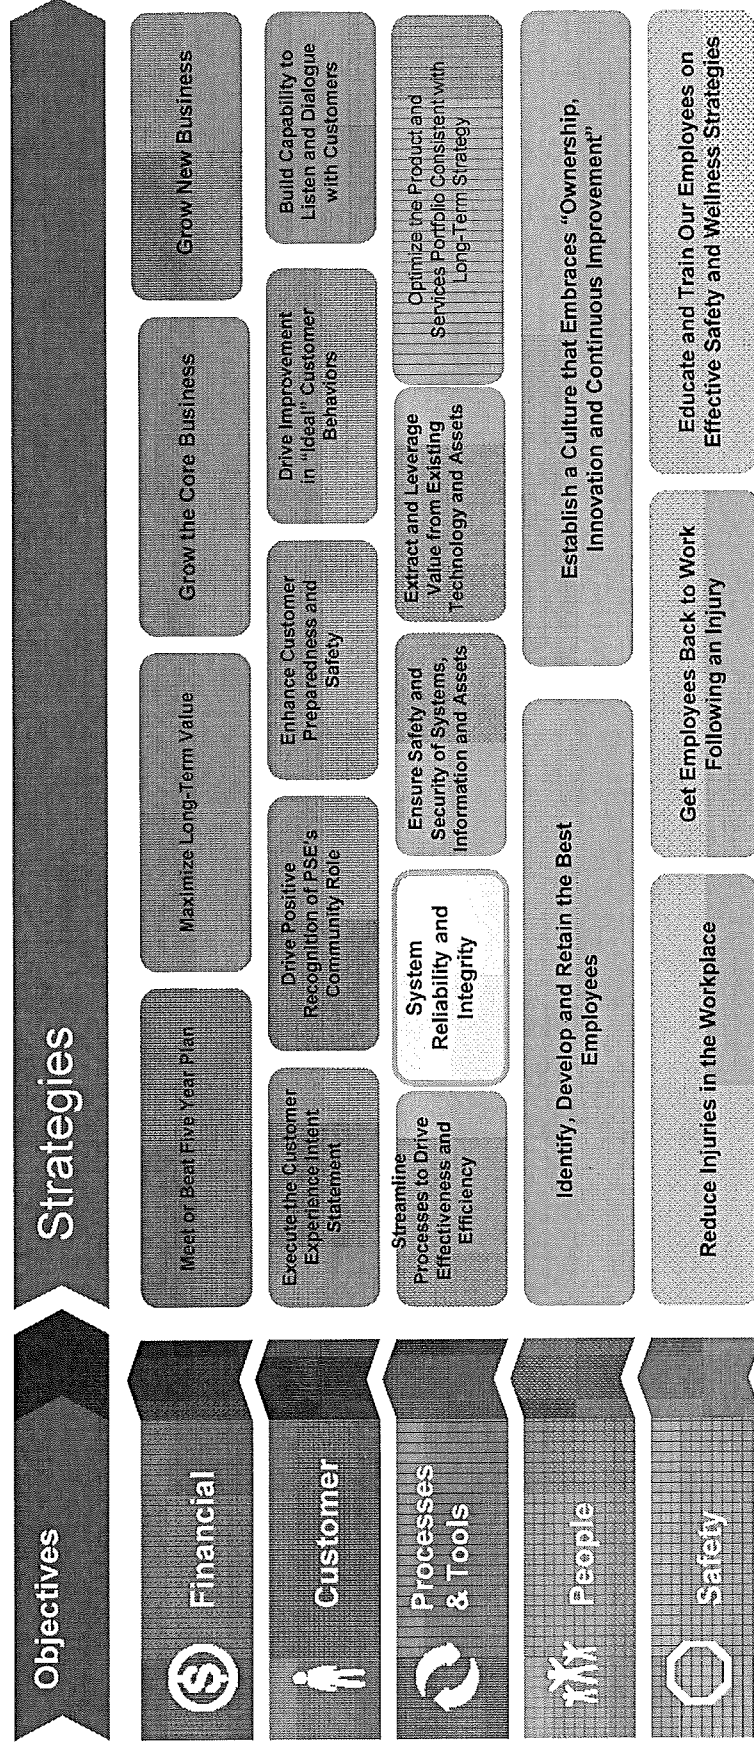 Objectives
Strategies
Financial
Meet or Beat Five Year Plan
Maximize Long-Term Value
Grow the Core Business
Grow New Business
Customer
Execute the Customer
Experience Intent
Statement
Drive Positive
Recognition of PSE's
Community Role
Enhance Customer
Preparedness and
Safety
Drive Improvement
in "Ideal" Customer
Behaviors
Build Capability to
Listen and Dialogue
with Customers
Processes
& Tools
Streamline
Processes to Drive
Effectiveness and
Efficiency
System
Reliability and
Integrity
Ensure Safety and
Security of Systems,
Information and Assets
Extract and Leverage
Value from Existing
Technology and Assets
Optimize the Product and
Services Portfolio Consistent with
Long-Term Strategy
People
Identify, Develop and Retain the Best
Employees
Establish a Culture that Embraces "Ownership,
Innovation and Continuous Improvement"
Safety
Reduce Injuries in the Workplace
Get Employees Back to Work
Following an Injury
Educate and Train Our Employees on
Effective Safety and Wellness Strategies